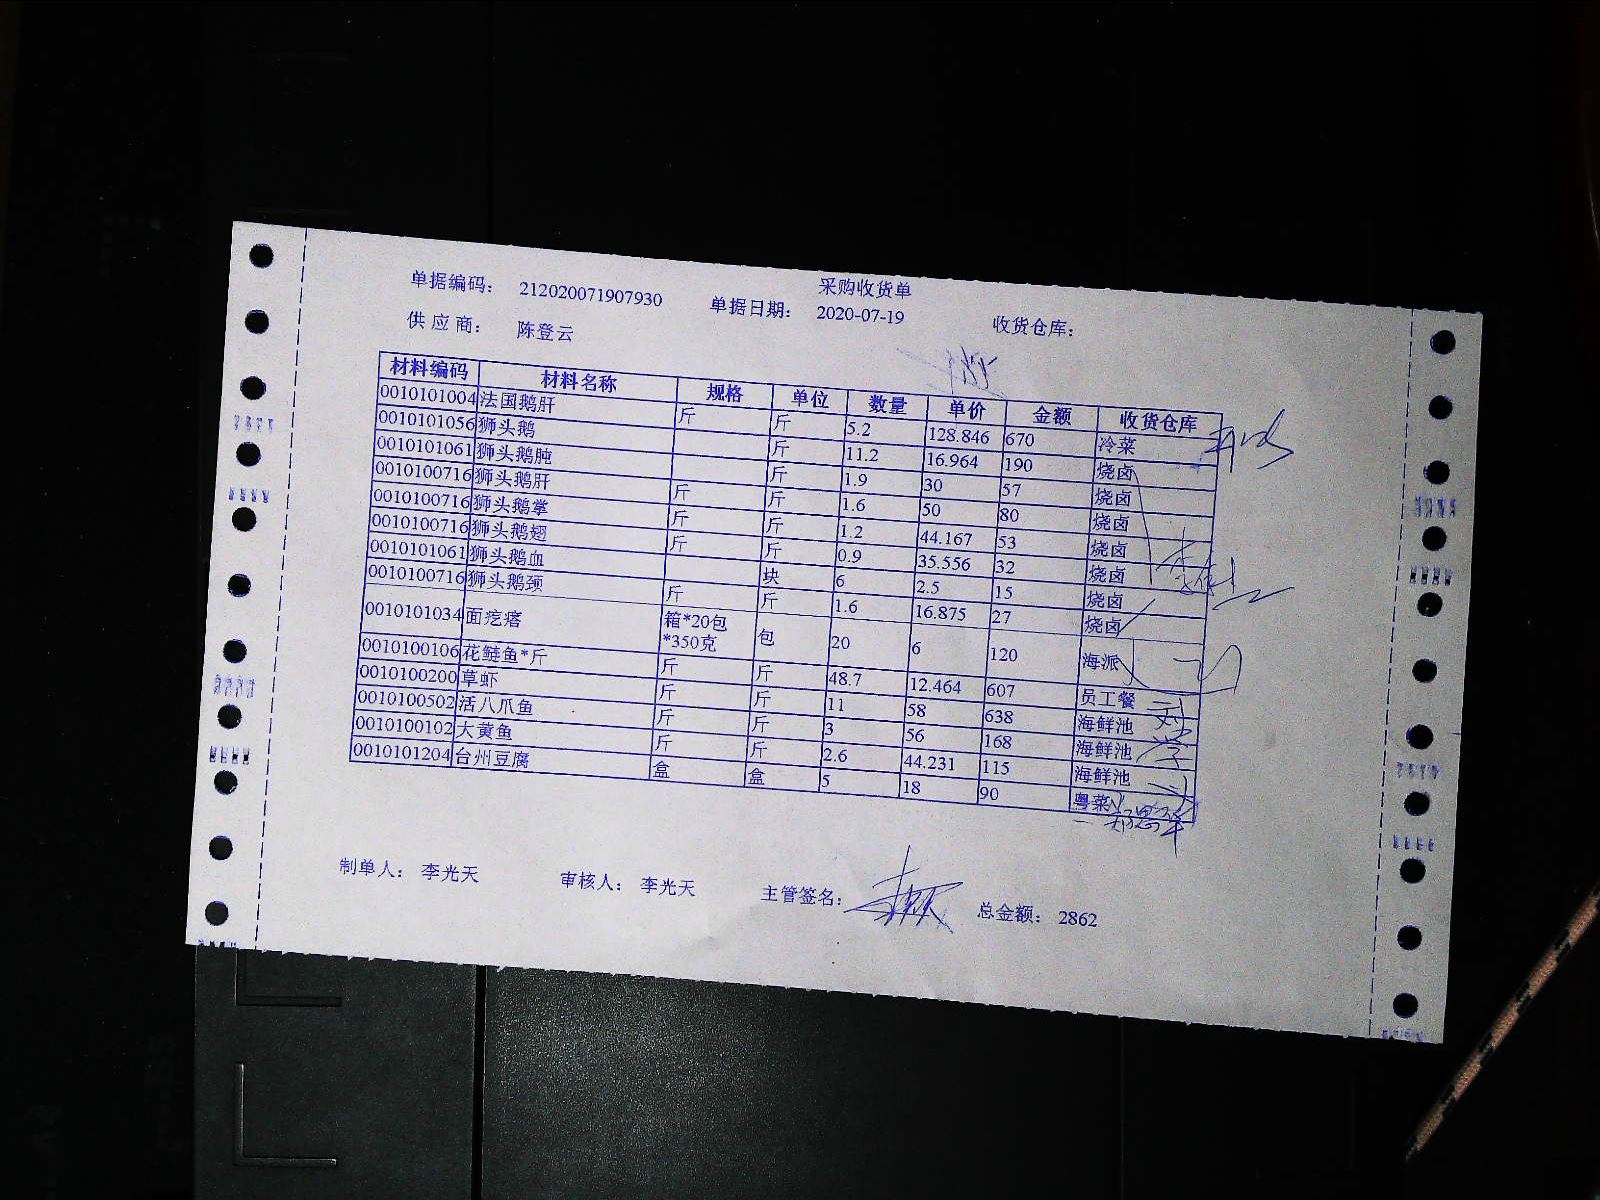 采购收货单
单据编码： 212020071907930 单据日期： 2020-07-19 收货仓库：
供 应 商： 陈登云
材料编码 材料名称 规格 单位 数量 单价 金额 收货仓库
0010101004 法国鹅肝 斤 斤 5.2 128.846 670 冷菜
0010101056 狮头鹅 斤 11.2 16.964 190 烧卤
0010101061 狮头鹅肫 斤 1.9 30 57 烧卤
0010100716 狮头鹅肝 斤 斤 1.6 50 80 烧卤
0010100716 狮头鹅掌 斤 斤 1.2 44.167 53 烧卤
0010100716 狮头鹅翅 斤 斤 0.9 35.556 32 烧卤
0010101061 狮头鹅血 块 6 2.5 15 烧卤
0010100716 狮头鹅颈 斤 斤 1.6 16.875 27 烧卤
0010101034 面疙瘩 箱*20包 包 20 6 120 海派
*350克
0010100106 花鲢鱼*斤 斤 斤 48.7 12.464 607 员工餐
0010100200 草虾 斤 斤 11 58 638 海鲜池
0010100502 活八爪鱼 斤 斤 3 56 168 海鲜池
0010100102 大黄鱼 斤 斤 2.6 44.231 115 海鲜池
0010101204 台州豆腐 盒 盒 5 18 90 粤菜
制单人： 李光天 审核人： 李光天 主管签名： 总金额： 2862